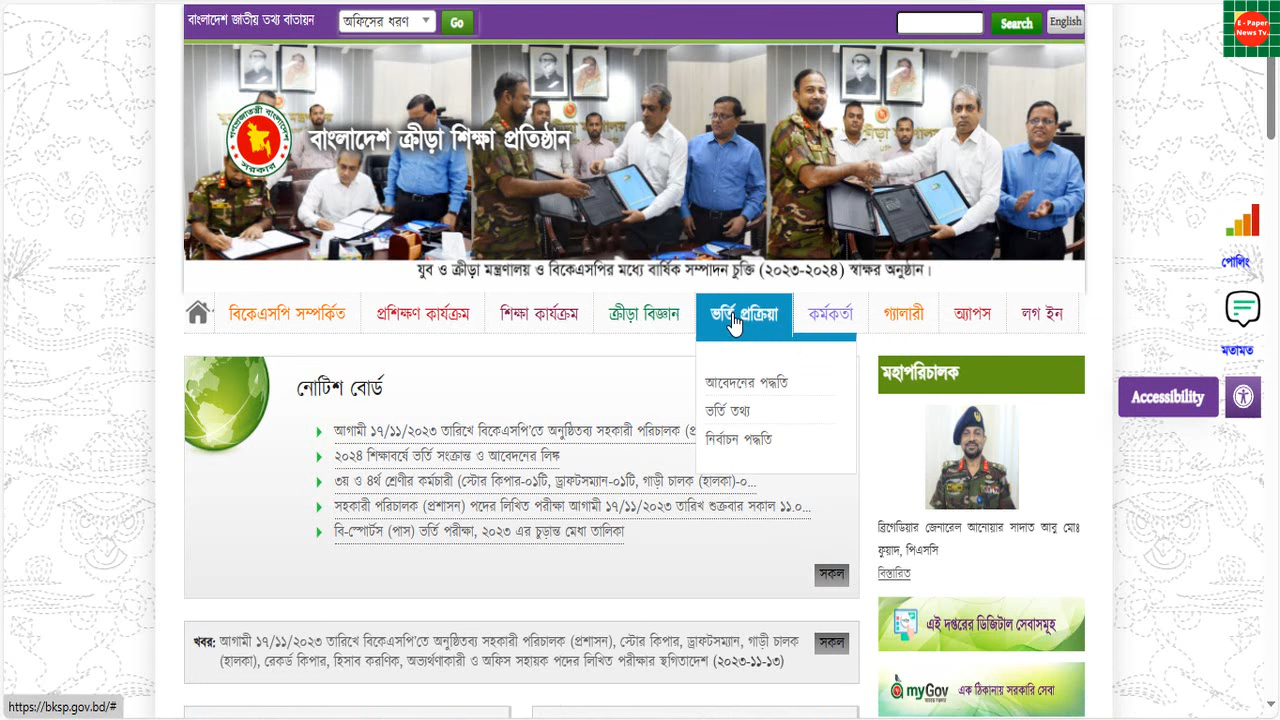 বাংলাদেশ জাতীয় তথ্য বাতায়ন
অফিসের ধরণ
Go
Search
English
E - Paper
News Tv
গণপ্রজাতন্ত্রী বাংলাদেশ
সরকার
বাংলাদেশ ক্রীড়া শিক্ষা প্রতিষ্ঠান
যুব ও ক্রীড়া মন্ত্রণালয় ও বিকেএসপির মধ্যে বার্ষিক সম্পাদন চুক্তি (২০২৩-২০২৪) স্বাক্ষর অনুষ্ঠান।
বিকেএসপি সম্পর্কিত
প্রশিক্ষণ কার্যক্রম
শিক্ষা কার্যক্রম
ক্রীড়া বিজ্ঞান
ভর্তি প্রক্রিয়া
কর্মকর্তা
গ্যালারী
অ্যাপস
লগ ইন
আবেদনের পদ্ধতি
ভর্তি তথ্য
নির্বাচন পদ্ধতি
নোটিশ বোর্ড
আগামী ১৭/১১/২০২৩ তারিখে বিকেএসপি'তে অনুষ্ঠিতব্য সহকারী পরিচালক (প্র
২০২৪ শিক্ষাবর্ষে ভর্তি সংক্রান্ত ও আবেদনের লিঙ্ক
৩য় ও ৪র্থ শ্রেণীর কর্মচারী (স্টোর কিপার-০১টি, ড্রাফটসম্যান-০১টি, গাড়ী চালক (হালকা)-০...
সহকারী পরিচালক (প্রশাসন) পদের লিখিত পরীক্ষা আগামী ১৭/১১/২০২৩ তারিখ শুক্রবার সকাল ১১.০...
বি-স্পোর্টস (পাস) ভর্তি পরীক্ষা, ২০২৩ এর চুড়ান্ত মেধা তালিকা
সকল
খবর: আগামী ১৭/১১/২০২৩ তারিখে বিকেএসপি'তে অনুষ্ঠিতব্য সহকারী পরিচালক (প্রশাসন), স্টোর কিপার, ড্রাফটসম্যান, গাড়ী চালক
(হালকা), রেকর্ড কিপার, হিসাব করণিক, অভ্যর্থণাকারী ও অফিস সহায়ক পদের লিখিত পরীক্ষার স্থগিতাদেশ (২০২৩-১১-১৩)
সকল
মহাপরিচালক
ব্রিগেডিয়ার জেনারেল আনোয়ার সাদাত আবু মোঃ
ফুয়াদ, পিএসসি
বিস্তারিত
এই দপ্তরের ডিজিটাল সেবাসমূহ
myGov
এক ঠিকানায় সরকারি সেবা
পোলিং
মতামত
Accessibility
https://bksp.gov.bd/#